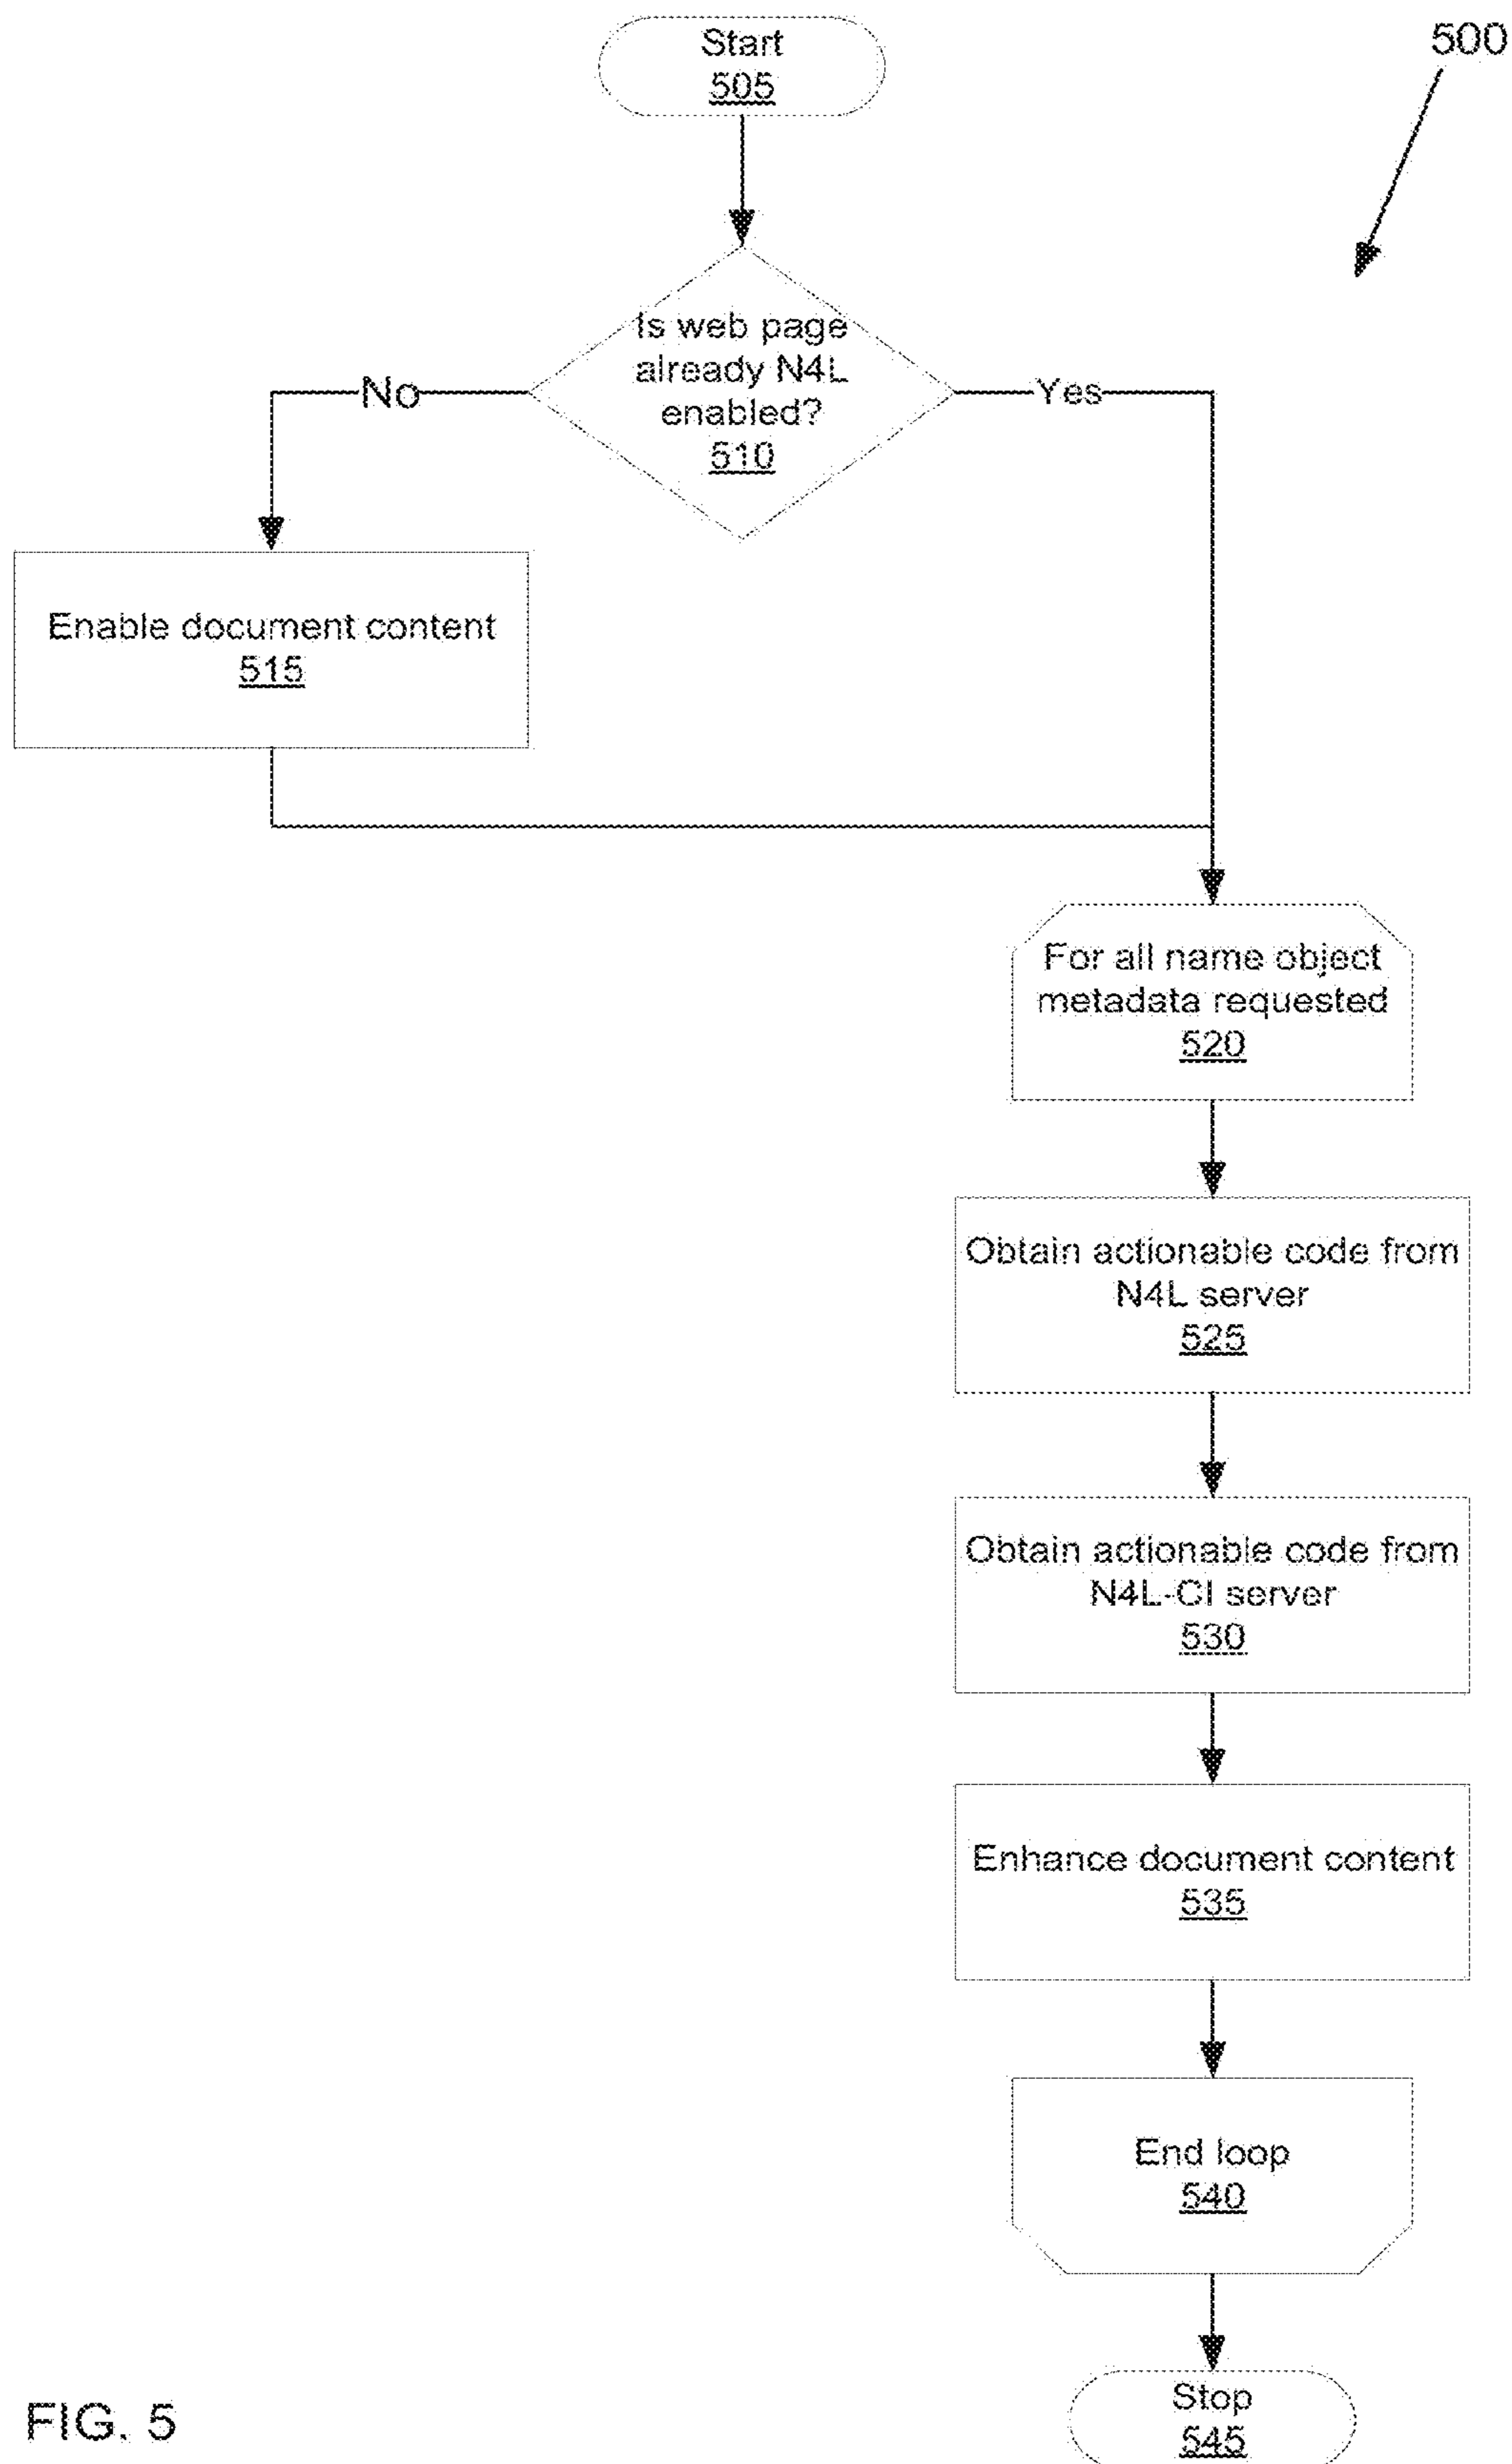 Start
505
500
Is web page
already N4L
enabled?
510
No
Yes
Enable document content
515
For all name object
metadata requested
520
Obtain actionable code from
N4L server
525
Obtain actionable code from
N4L-CI server
530
Enhance document content
535
End loop
540
Stop
545
FIG. 5